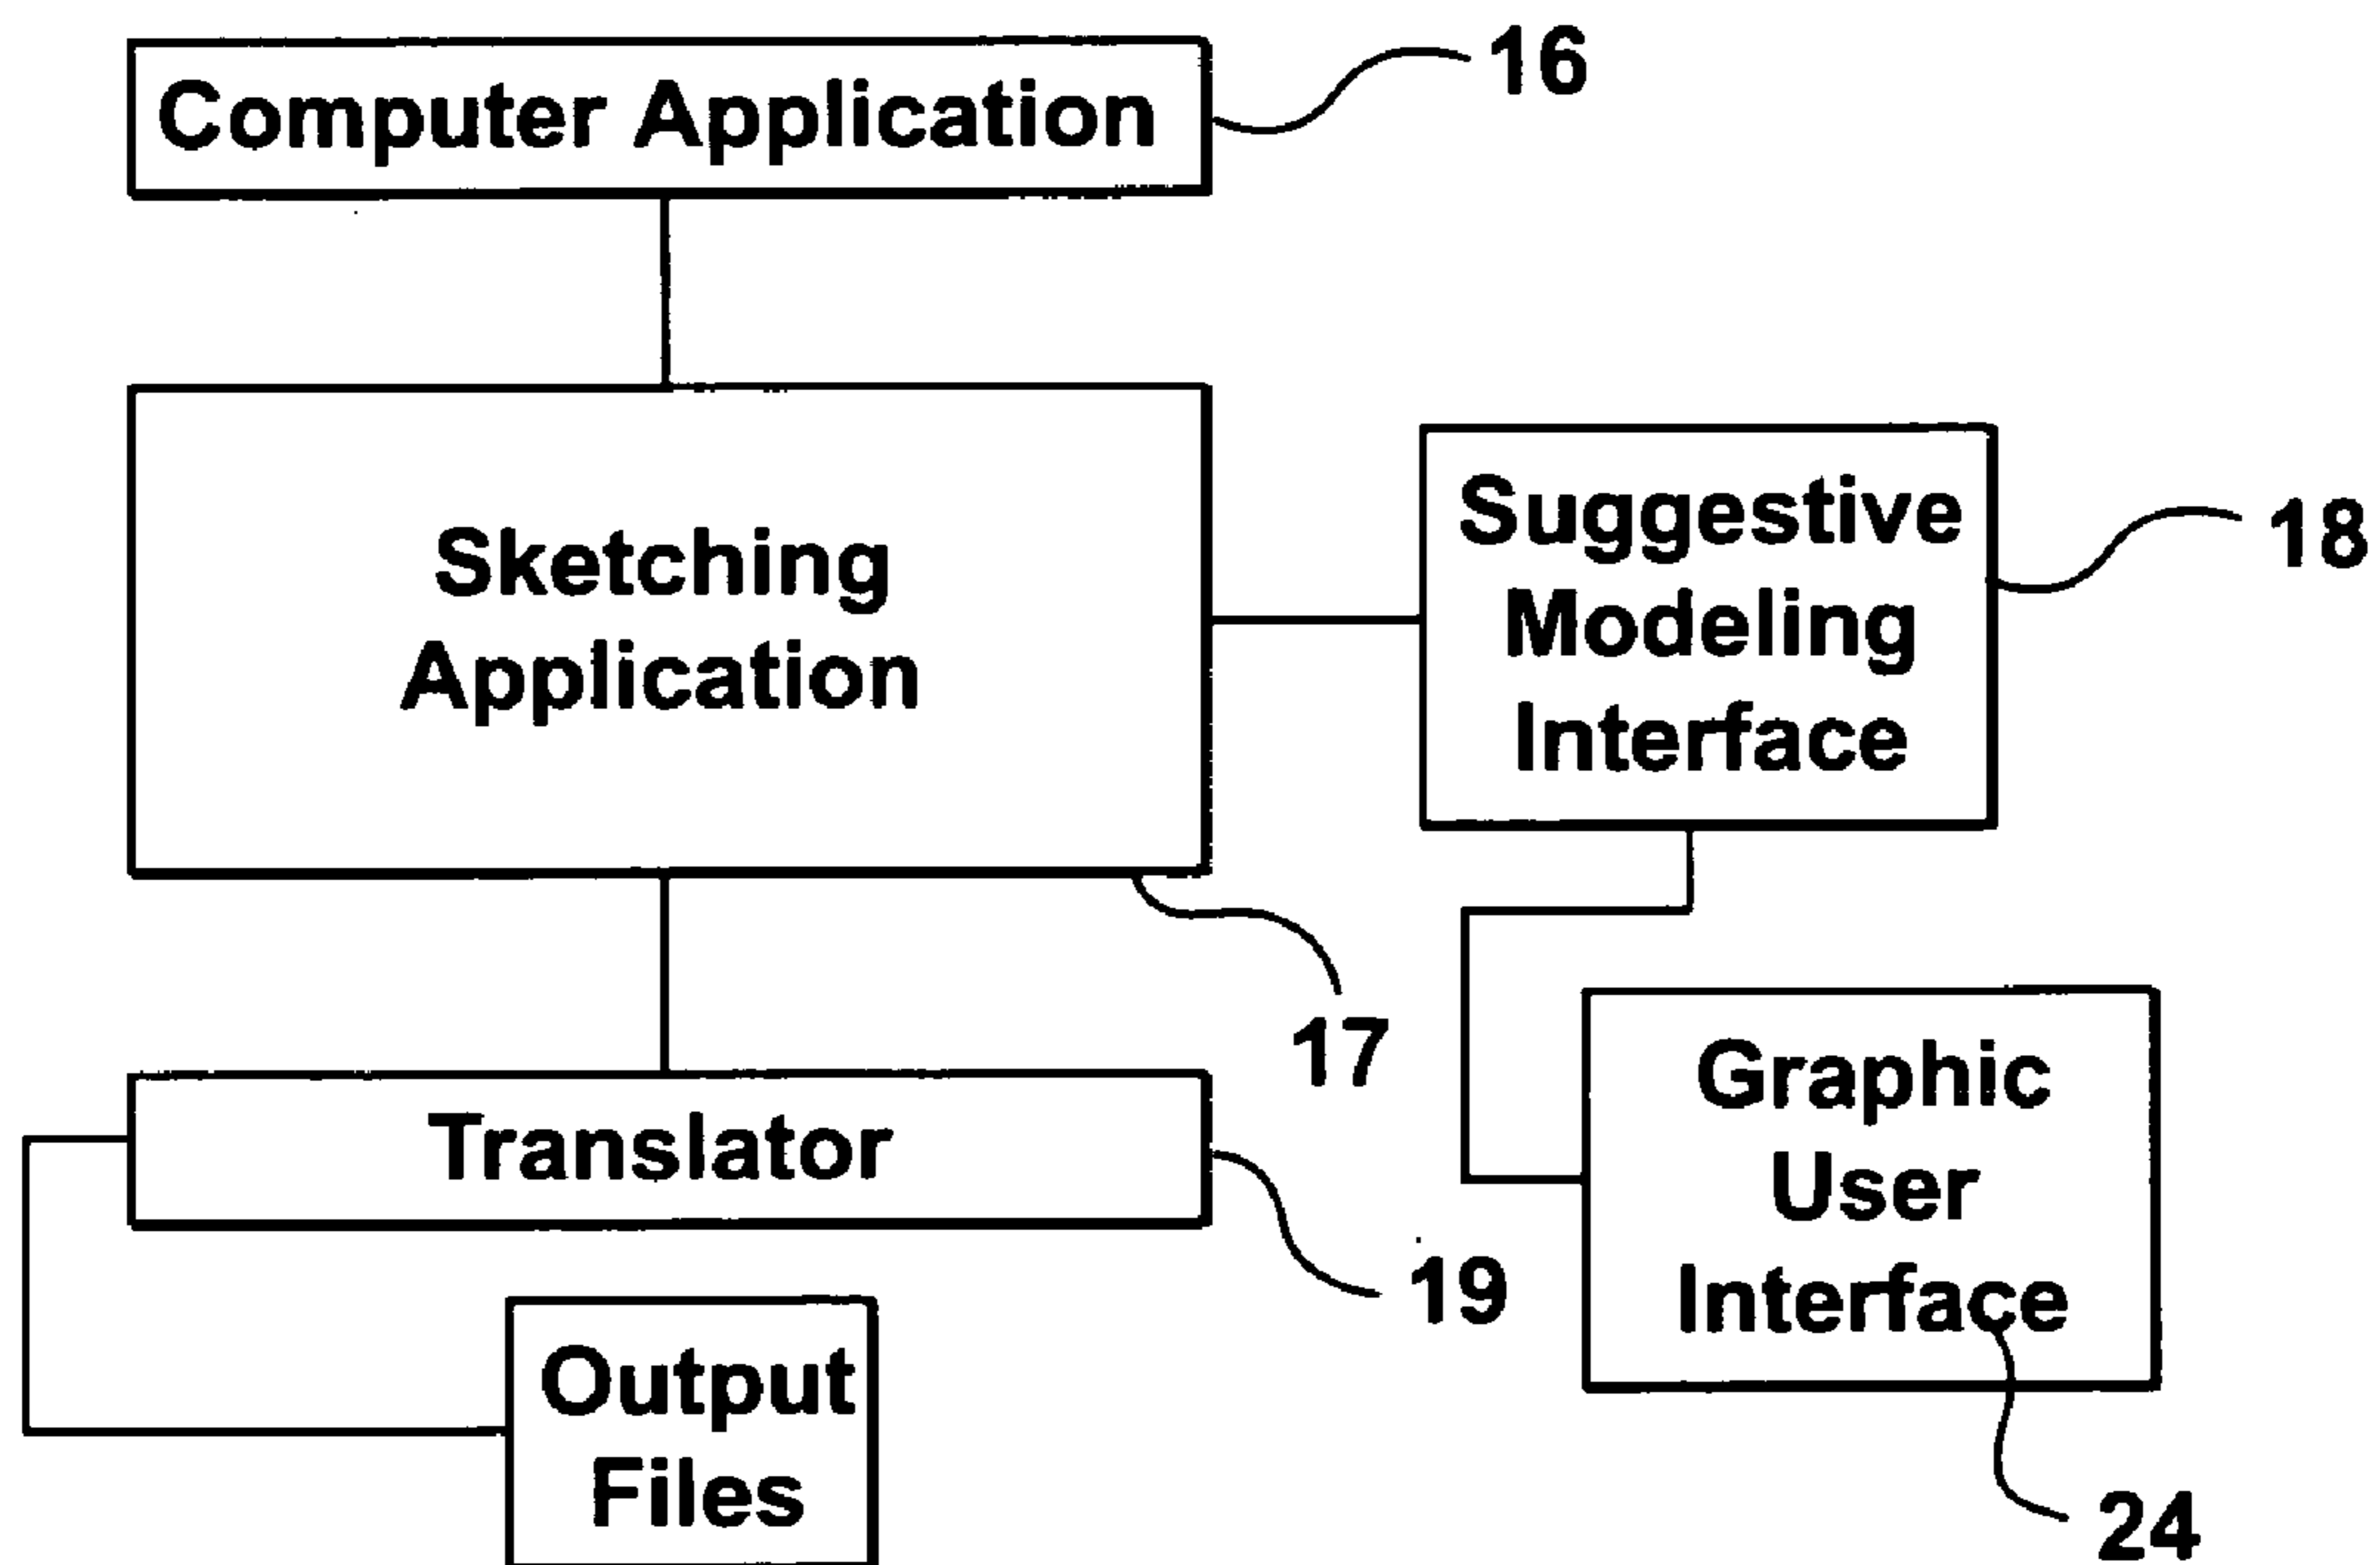 Computer Application
16
Sketching
Application
17
Suggestive
Modeling
Interface
18
Translator
19
Graphic
User
Interface
24
Output
Files